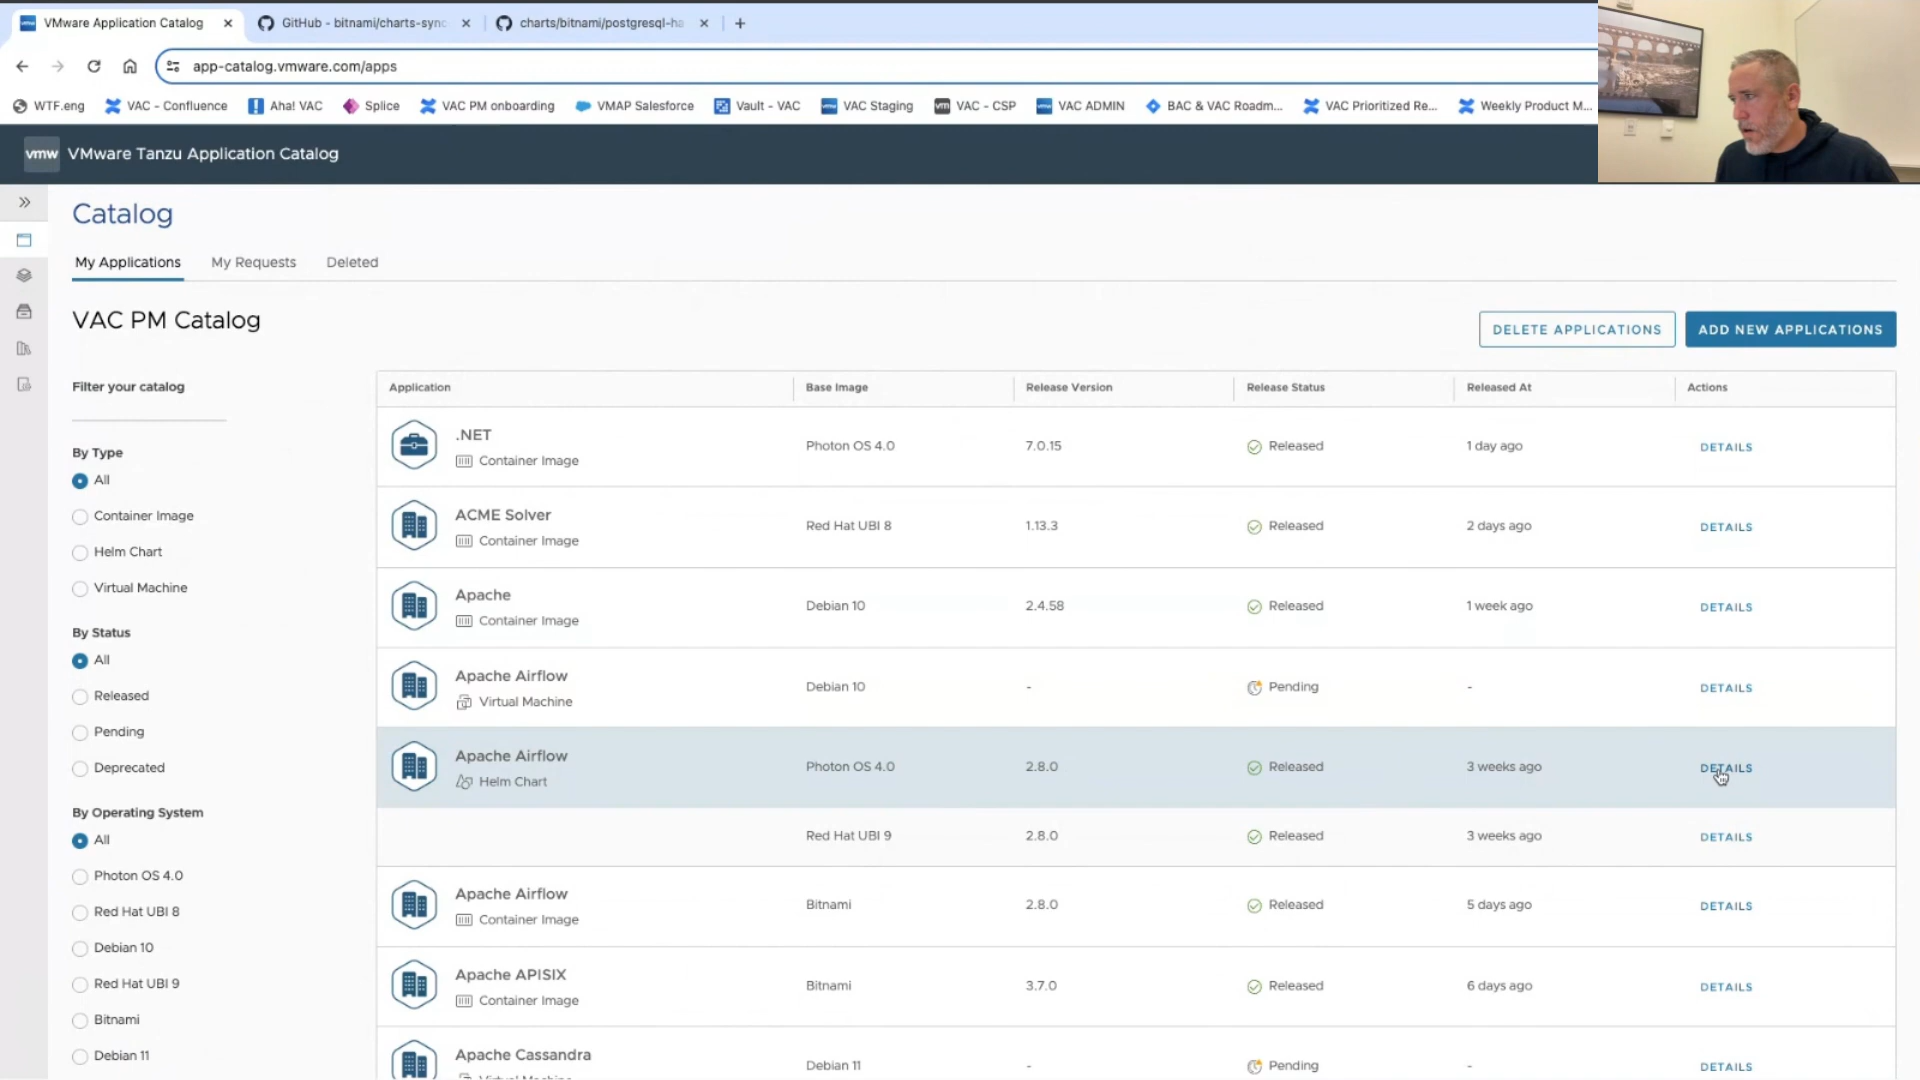 VMware Application Catalog
GitHub - bitnami/charts-sync
charts/bitnami/postgresql-ha
app-catalog.vmware.com/apps
WTF.eng
VAC - Confluence
Aha! VAC
Splice
VAC PM onboarding
VMAP Salesforce
Vault - VAC
VAC Staging
VAC - CSP
VAC ADMIN
BAC & VAC Roadm...
VAC Prioritized Re...
Weekly Product M...
vmw VMware Tanzu Application Catalog
Catalog
My Applications My Requests Deleted
VAC PM Catalog
DELETE APPLICATIONS
ADD NEW APPLICATIONS
Filter your catalog
By Type
All
Container Image
Helm Chart
Virtual Machine
By Status
All
Released
Pending
Deprecated
By Operating System
All
Photon OS 4.0
Red Hat UBI 8
Debian 10
Red Hat UBI 9
Bitnami
Debian 11
Application Base Image Release Version Release Status Released At Actions
.NET
Container Image
Photon OS 4.0 7.0.15 Released 1 day ago DETAILS
ACME Solver
Container Image
Red Hat UBI 8 1.13.3 Released 2 days ago DETAILS
Apache
Container Image
Debian 10 2.4.58 Released 1 week ago DETAILS
Apache Airflow
Virtual Machine
Debian 10 - Pending - DETAILS
Apache Airflow
Helm Chart
Photon OS 4.0 2.8.0 Released 3 weeks ago DETAILS
Red Hat UBI 9 2.8.0 Released 3 weeks ago DETAILS
Apache Airflow
Container Image
Bitnami 2.8.0 Released 5 days ago DETAILS
Apache APISIX
Container Image
Bitnami 3.7.0 Released 6 days ago DETAILS
Apache Cassandra
Virtual Machine
Debian 11 - Pending - DETAILS